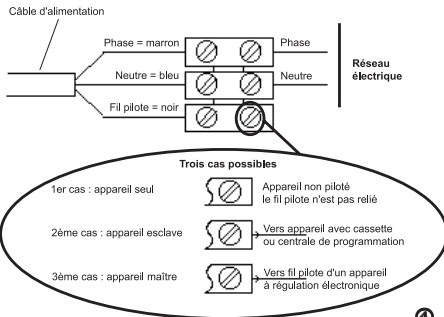 Câble d'alimentation
Phase = marron
Phase
Neutre = bleu
Neutre
Réseau
électrique
Fil pilote = noir
Trois cas possibles
1er cas : appareil seul
Appareil non piloté
le fil pilote n'est pas relié
2ème cas : appareil esclave
Vers appareil avec cassette
ou centrale de programmation
3ème cas : appareil maître
Vers fil pilote d'un appareil
à régulation électronique